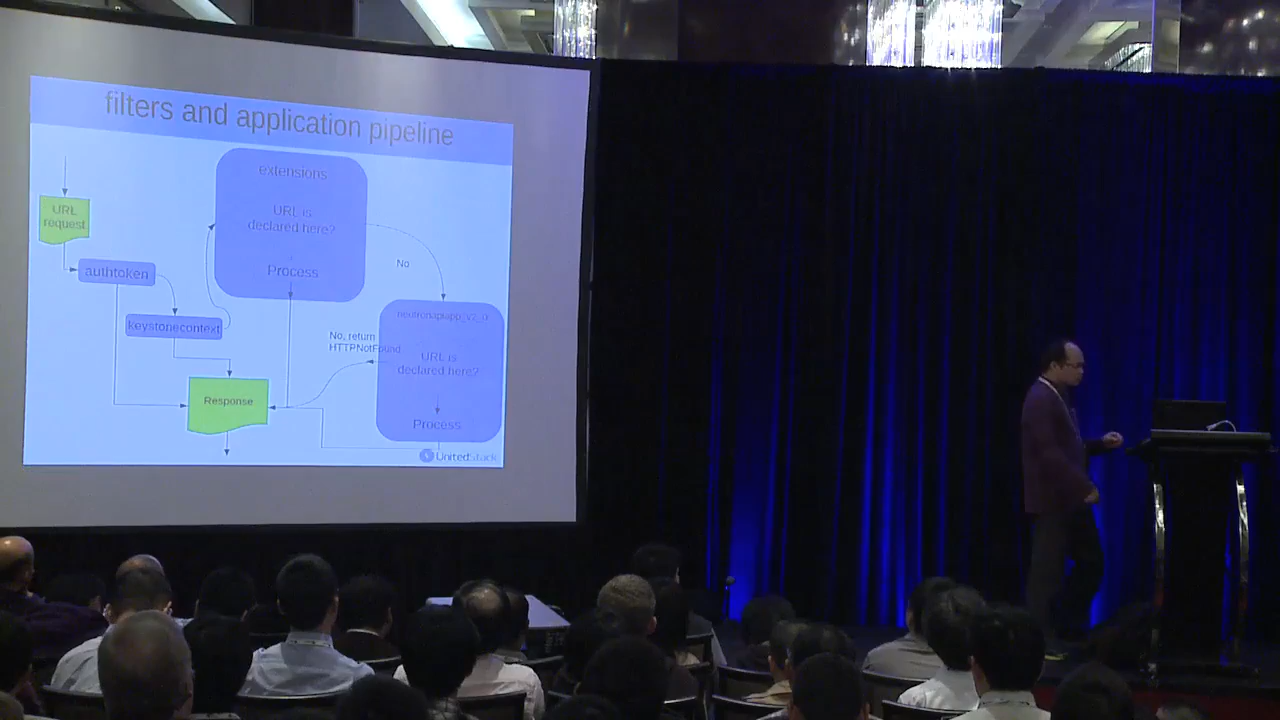 filters and application pipeline
extensions
URL is
declared here?
Process
URL
request
authtoken
keystonecontext
No
neutronapiapp_v2_0
No, return
HTTPNotFound
URL is
declared here?
Process
Response
UnitedStack